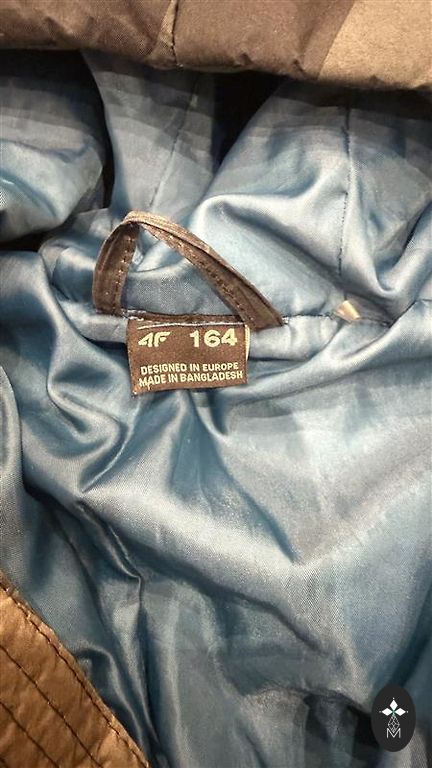 4F 164
DESIGNED IN EUROPE
MADE IN BANGLADESH
M